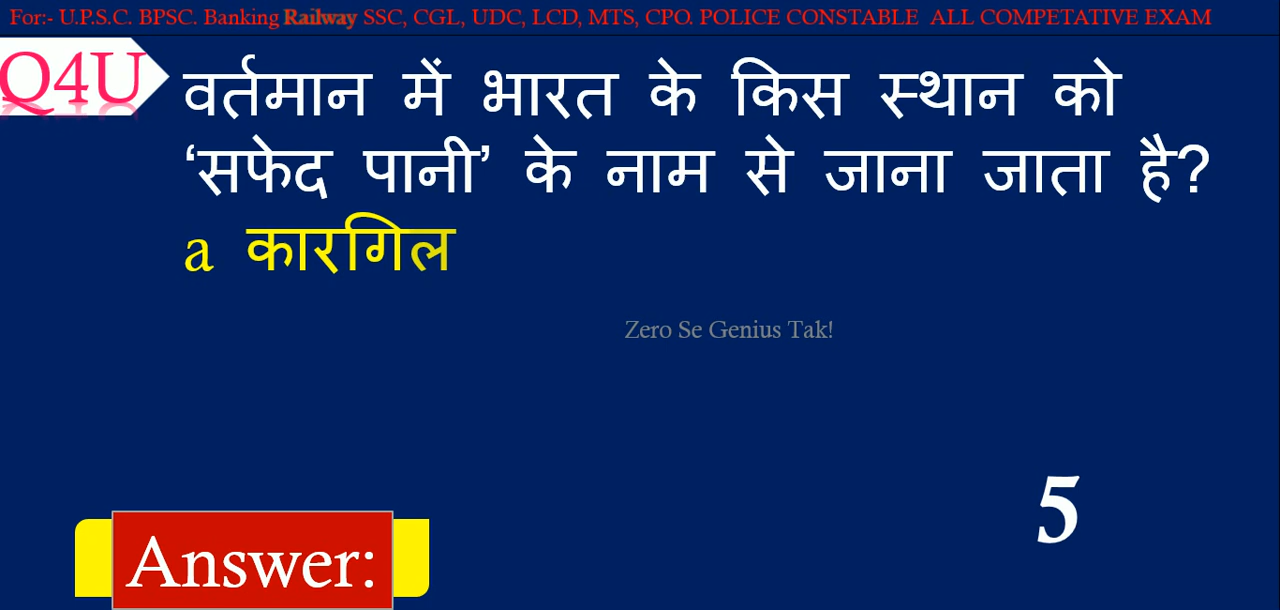 For:- U.P.S.C. BPSC. Banking Railway SSC, CGL, UDC, LCD, MTS, CPO. POLICE CONSTABLE ALL COMPETATIVE EXAM
Q4U
वर्तमान में भारत के किस स्थान को
‘सफेद पानी’ के नाम से जाना जाता है?
a कारगिल
Zero Se Genius Tak!
5
Answer: